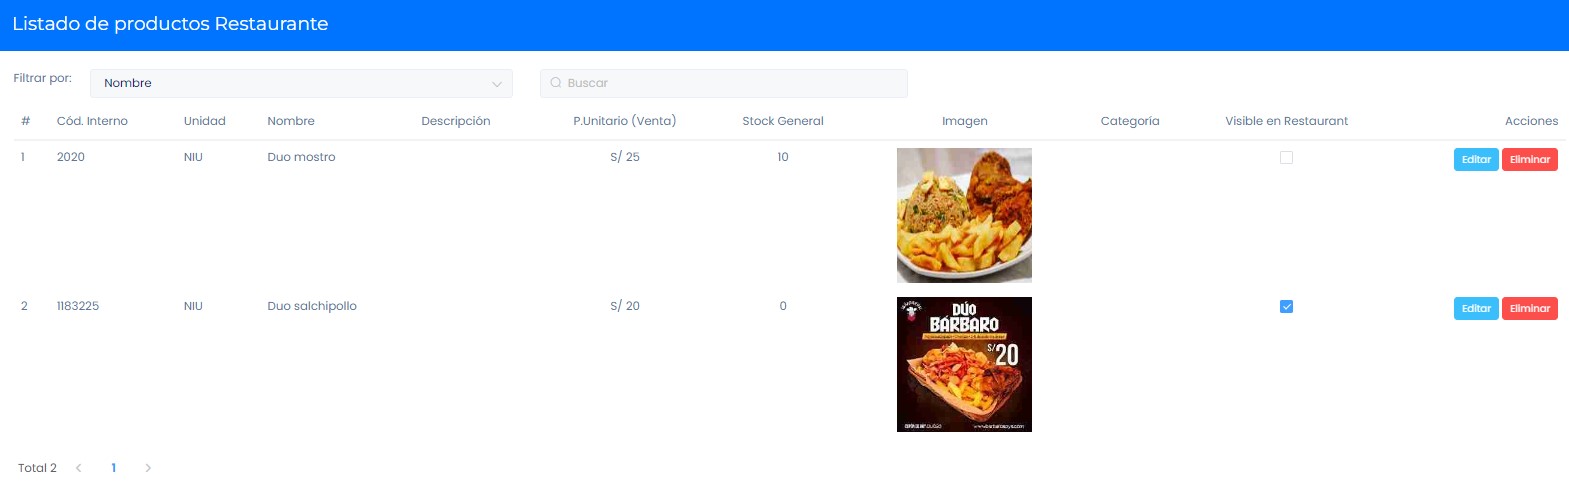 Listado de productos Restaurante
Filtrar por: Nombre Buscar
# Cód. Interno Unidad Nombre Descripción P.Unitario (Venta) Stock General Imagen Categoría Visible en Restaurant Acciones
1 2020 NIU Duo mostro S/ 25 10 Editar Eliminar
2 1183225 NIU Duo salchipollo S/ 20 0 Editar Eliminar
DÚO
BÁRBARO
S/20
Total 2 1